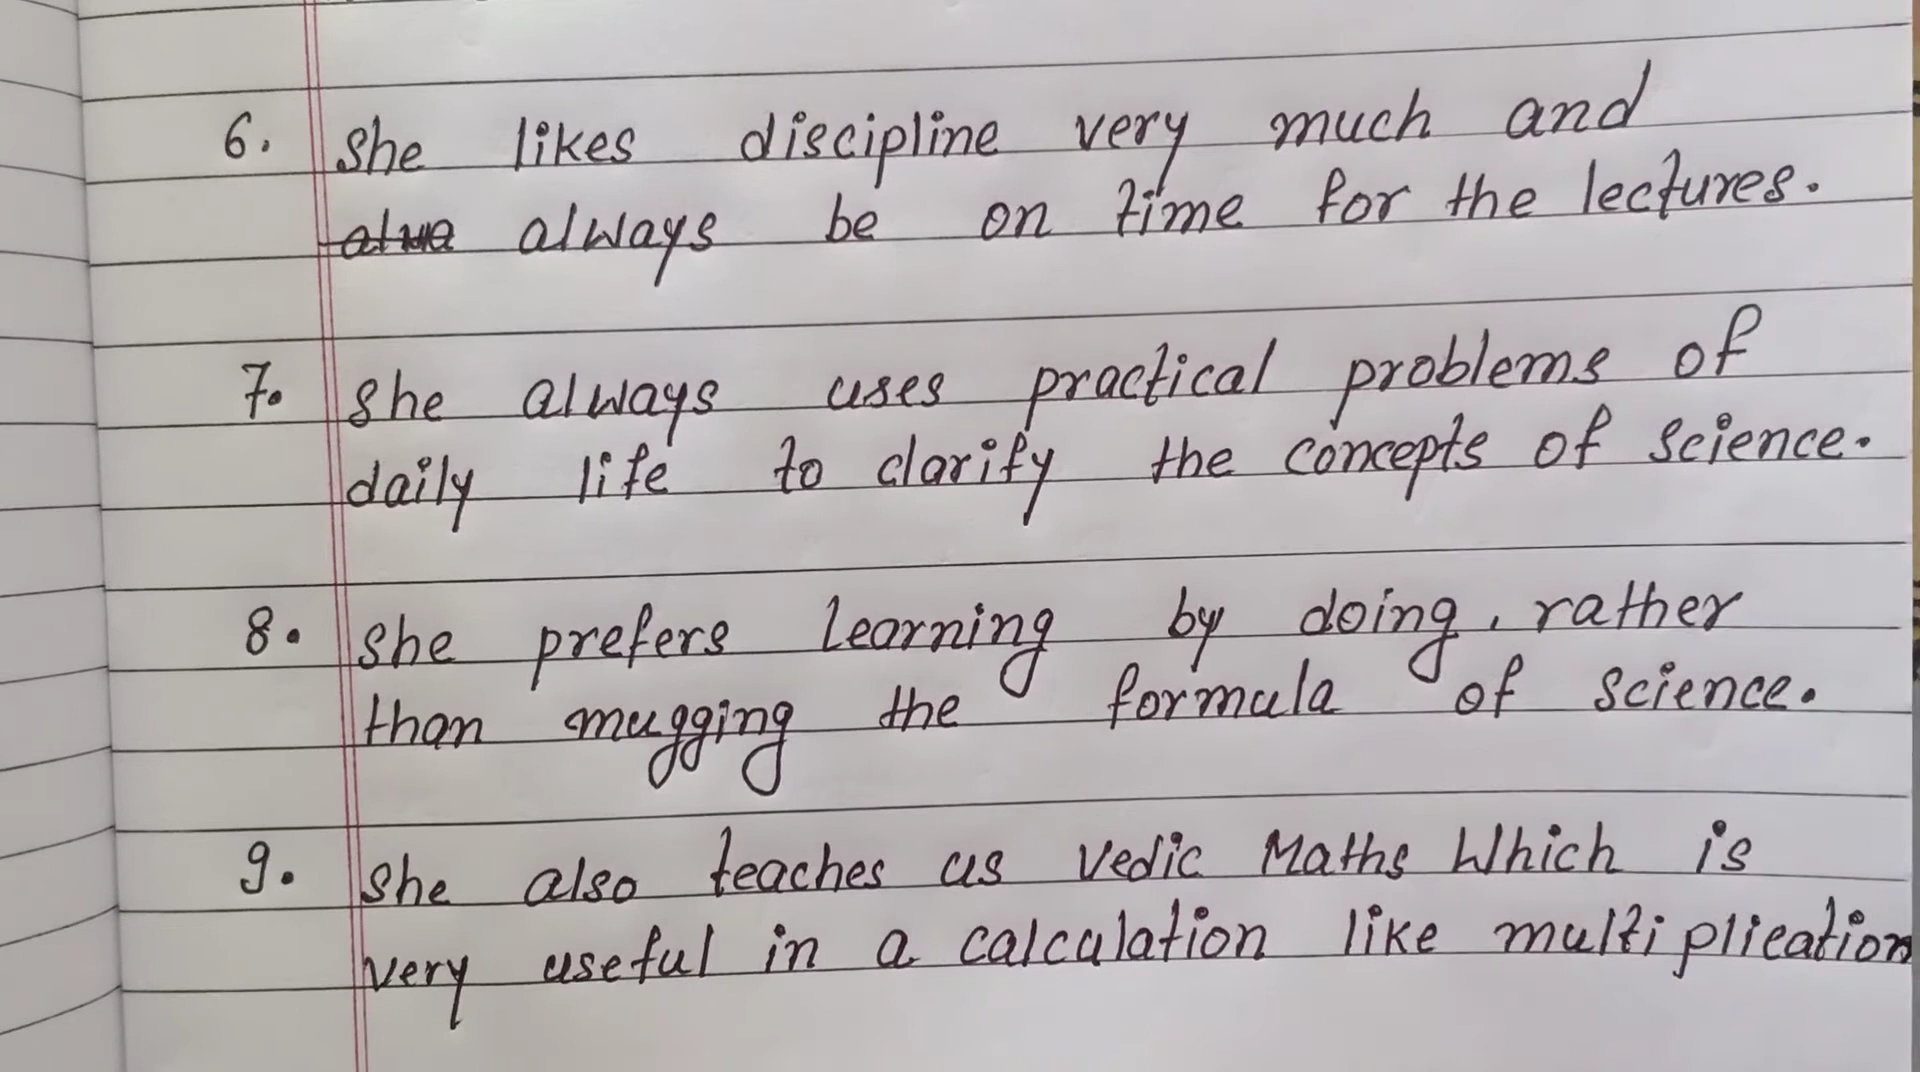 6. She likes discipline very much and
always be on time for the lectures.
7. She always uses practical problems of
daily life to clarify the concepts of science.
8. She prefers learning by doing, rather
than mugging the formula of science.
9. She also teaches us Vedic Maths Which is
very useful in a calculation like multiplication